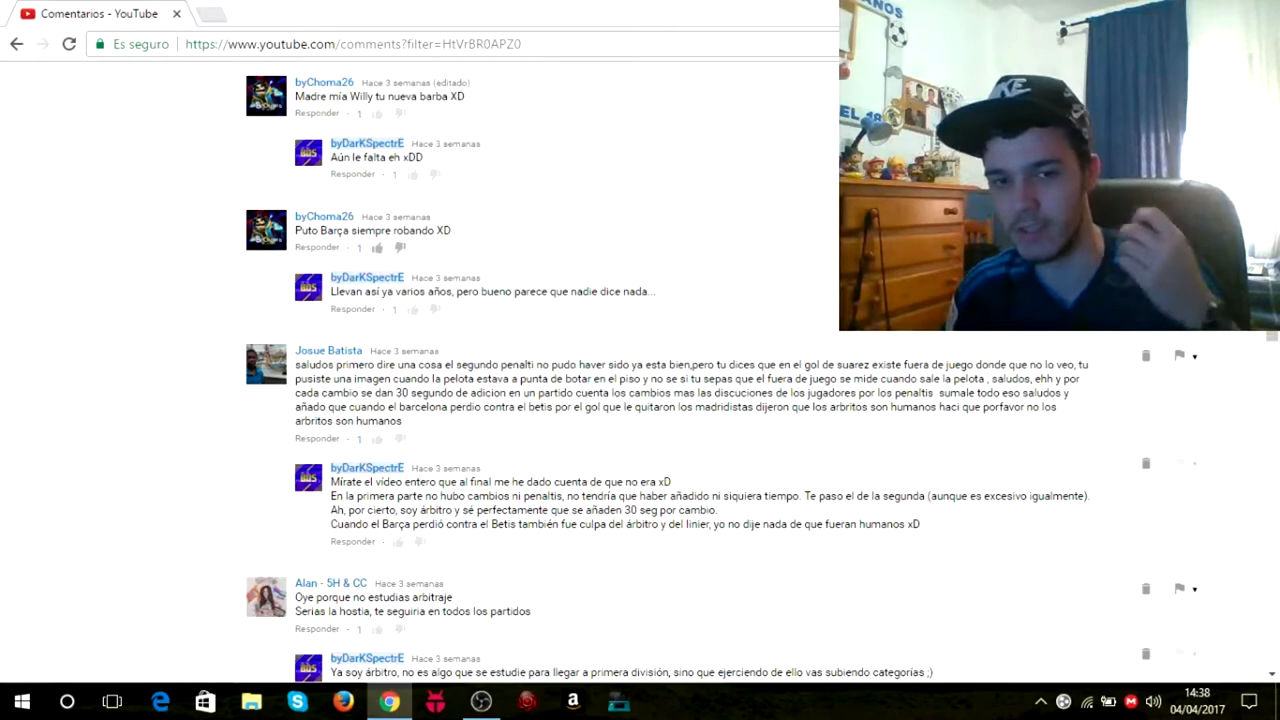 Comentarios - YouTube
Es seguro
https://www.youtube.com/comments?filter=HtVrBR0APZ0
byChoma26 Hace 3 semanas (editado)
Madre mía Willy tu nueva barba XD
Responder · 1
byDarKSpectrE Hace 3 semanas
Aún le falta eh xDD
Responder · 1
byChoma26 Hace 3 semanas
Puto Barça siempre robando XD
Responder · 1
byDarKSpectrE Hace 3 semanas
Llevan así ya varios años, pero bueno parece que nadie dice nada...
Responder · 1
Josue Batista Hace 3 semanas
saludos primero dire una cosa el segundo penalti no pudo haver sido ya esta bien,pero tu dices que en el gol de suarez existe fuera de juego donde que no lo veo, tu
pusiste una imagen cuando la pelota estava a punta de botar en el piso y no se si tu sepas que el fuera de juego se mide cuando sale la pelota , saludos, ehh y por
cada cambio se dan 30 segundo de adicion en un partido cuenta los cambios mas las discuciones de los jugadores por los penaltis sumale todo eso saludos y
añado que cuando el barcelona perdio contra el betis por el gol que le quitaron los madridistas dijeron que los arbritos son humanos haci que porfavor no los
arbritos son humanos
Responder · 1
byDarKSpectrE Hace 3 semanas
Mírate el vídeo entero que al final me he dado cuenta de que no era xD
En la primera parte no hubo cambios ni penaltis, no tendría que haber añadido ni siquiera tiempo. Te paso el de la segunda (aunque es excesivo igualmente).
Ah, por cierto, soy árbitro y sé perfectamente que se añaden 30 seg por cambio.
Cuando el Barça perdió contra el Betis también fue culpa del árbitro y del linier, yo no dije nada de que fueran humanos xD
Responder ·
Alan - 5H & CC Hace 3 semanas
Oye porque no estudias arbitraje
Serias la hostia, te seguiria en todos los partidos
Responder · 1
byDarKSpectrE Hace 3 semanas
Ya soy árbitro, no es algo que se estudie para llegar a primera división, sino que ejerciendo de ello vas subiendo categorías ;)
14:38
04/04/2017